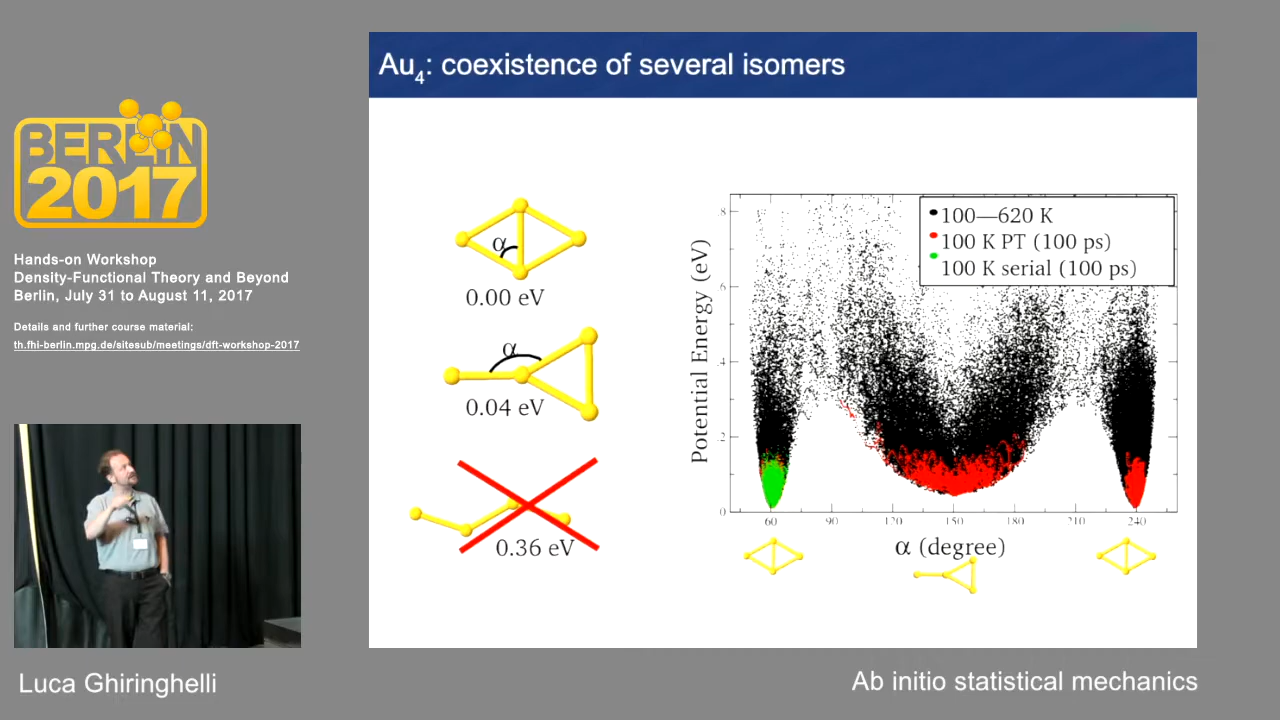 Au4: coexistence of several isomers
BERLIN
2017
Hands-on Workshop
Density-Functional Theory and Beyond
Berlin, July 31 to August 11, 2017
Details and further course material:
th.fhi-berlin.mpg.de/sitesub/meetings/dft-workshop-2017
α
0.00 eV
α
0.04 eV
0.36 eV
100—620 K
100 K PT (100 ps)
100 K serial (100 ps)
Potential Energy (eV)
.8
.6
.4
.2
0
60 90 120 150 180 210 240
α (degree)
Luca Ghiringhelli
Ab initio statistical mechanics